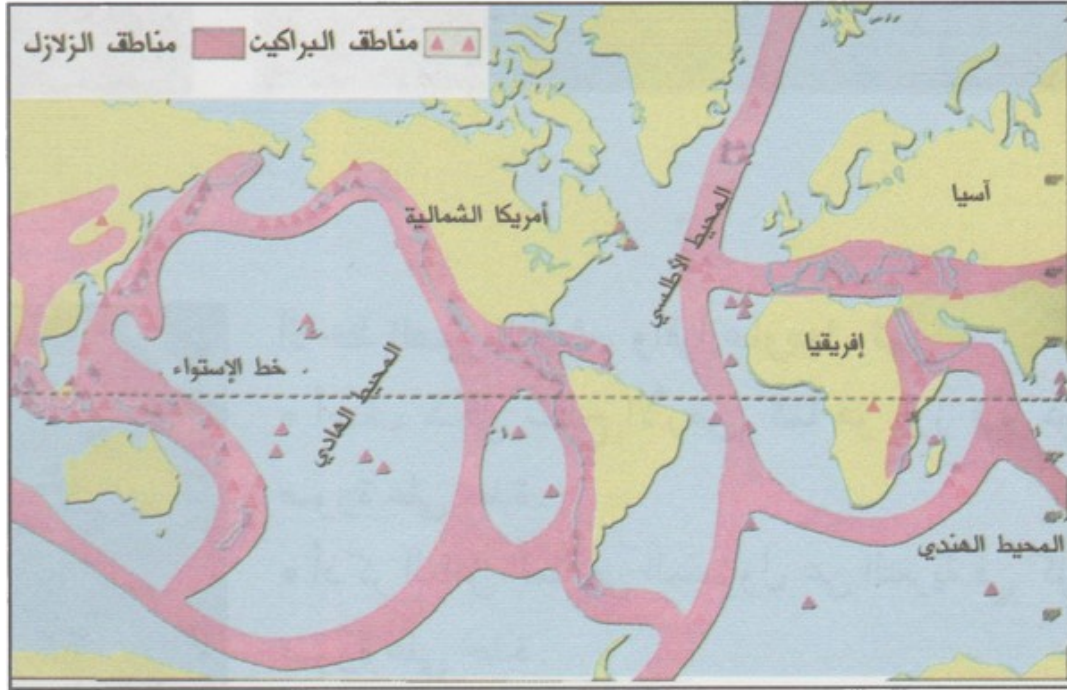 مناطق البراكين
مناطق الزلازل
آسيا
أمريكا الشمالية
المحيط الأطلسي
إفريقيا
خط الإستواء
المحيط الهادي
المحيط الهندي